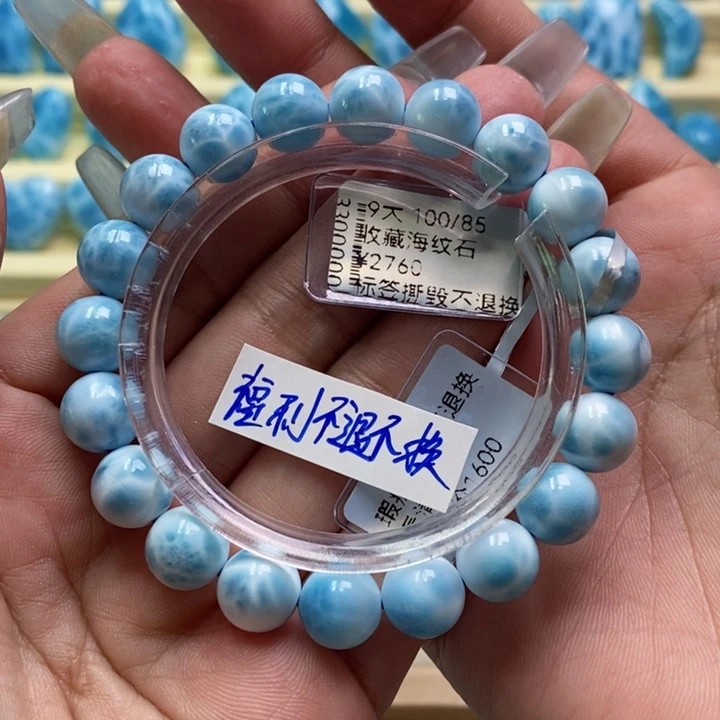 9大 100/85
收藏海纹石
¥2760
标签撕毁不退换
福利不退不换
退换
1600